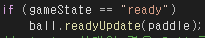 if (gameState == "ready")
    ball.readyUpdate(paddle);